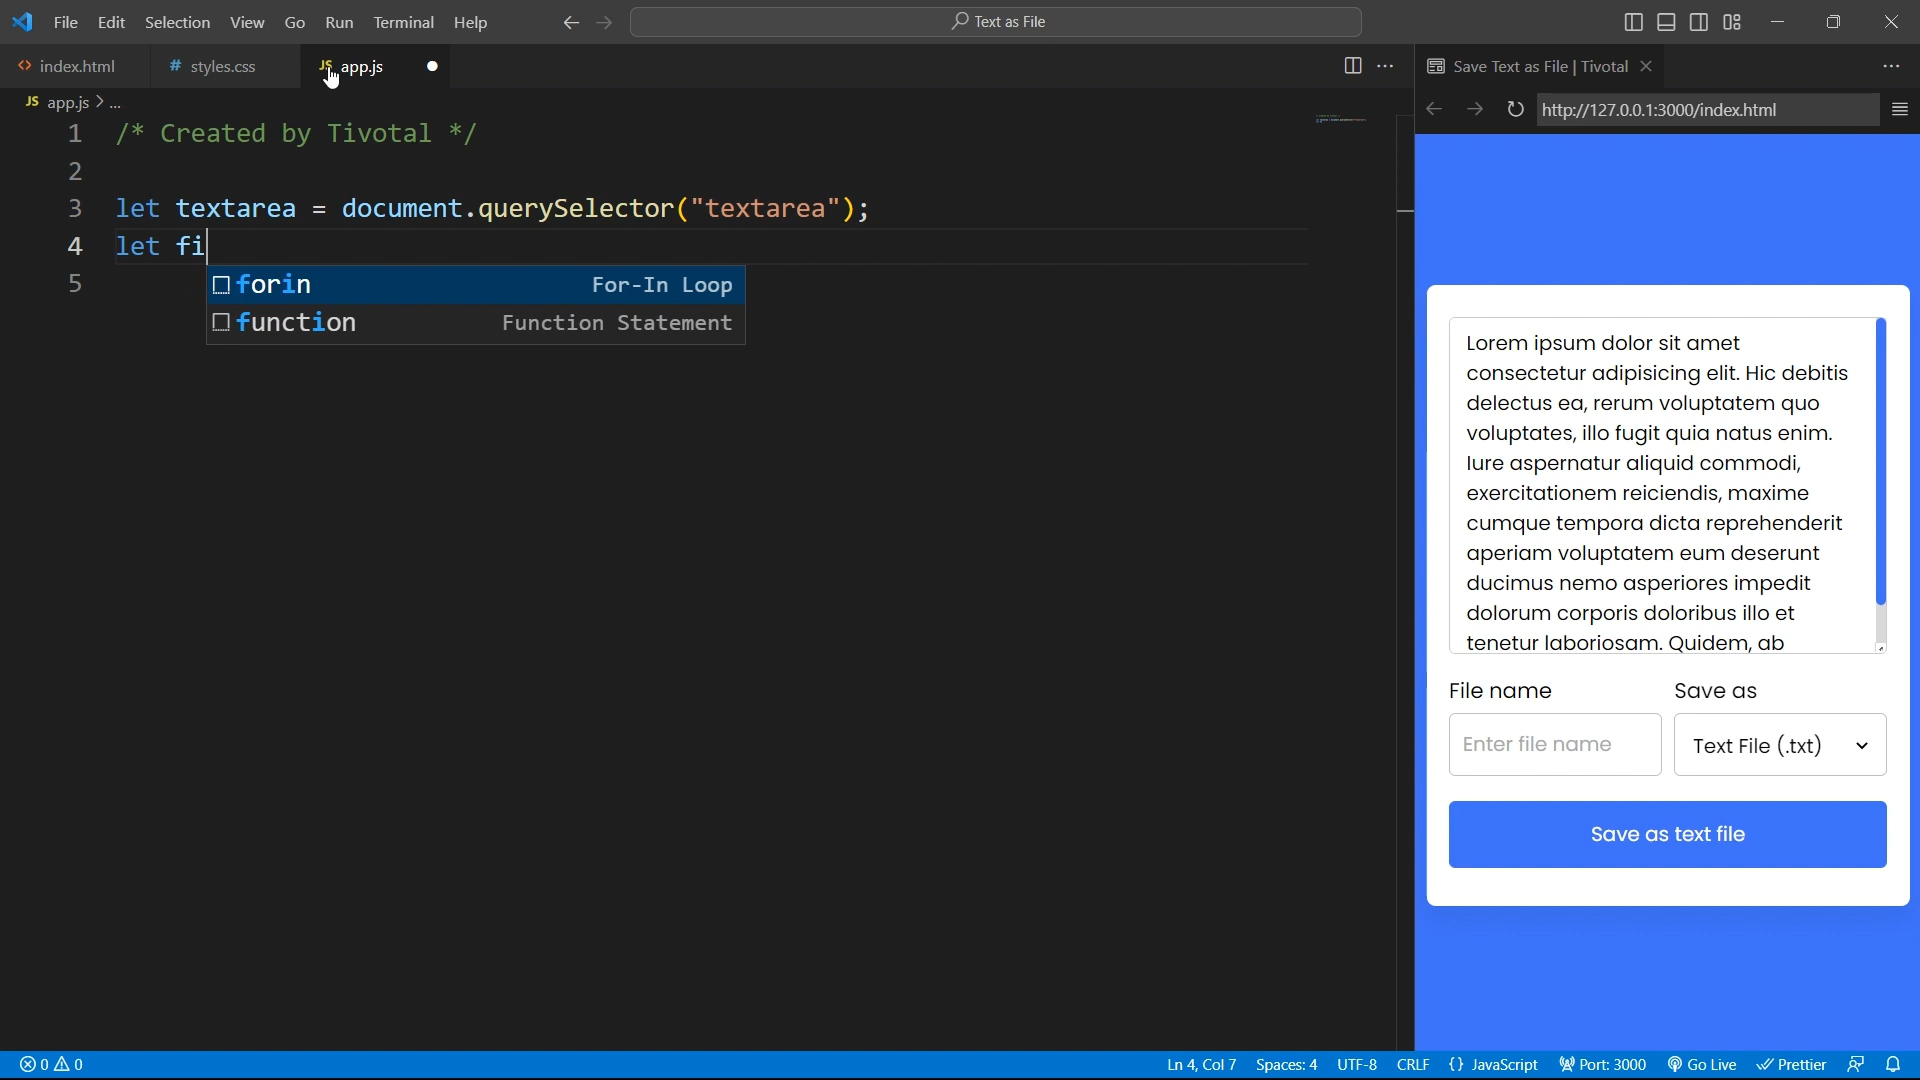 File Edit Selection View Go Run Terminal Help Text as File
index.html # styles.css JS app.js
JS app.js > ...
1 /* Created by Tivotal */
2
3 let textarea = document.querySelector("textarea");
4 let fi
5
forin For-In Loop
function Function Statement
Save Text as File | Tivotal
http://127.0.0.1:3000/index.html
Lorem ipsum dolor sit amet
consectetur adipisicing elit. Hic debitis
delectus ea, rerum voluptatem quo
voluptates, illo fugit quia natus enim.
Iure aspernatur aliquid commodi,
exercitationem reiciendis, maxime
cumque tempora dicta reprehenderit
aperiam voluptatem eum deserunt
ducimus nemo asperiores impedit
dolorum corporis doloribus illo et
tenetur laboriosam. Quidem, ab
File name Save as
Enter file name Text File (.txt)
Save as text file
0 0 Ln 4, Col 7 Spaces: 4 UTF-8 CRLF {} JavaScript Port: 3000 Go Live Prettier